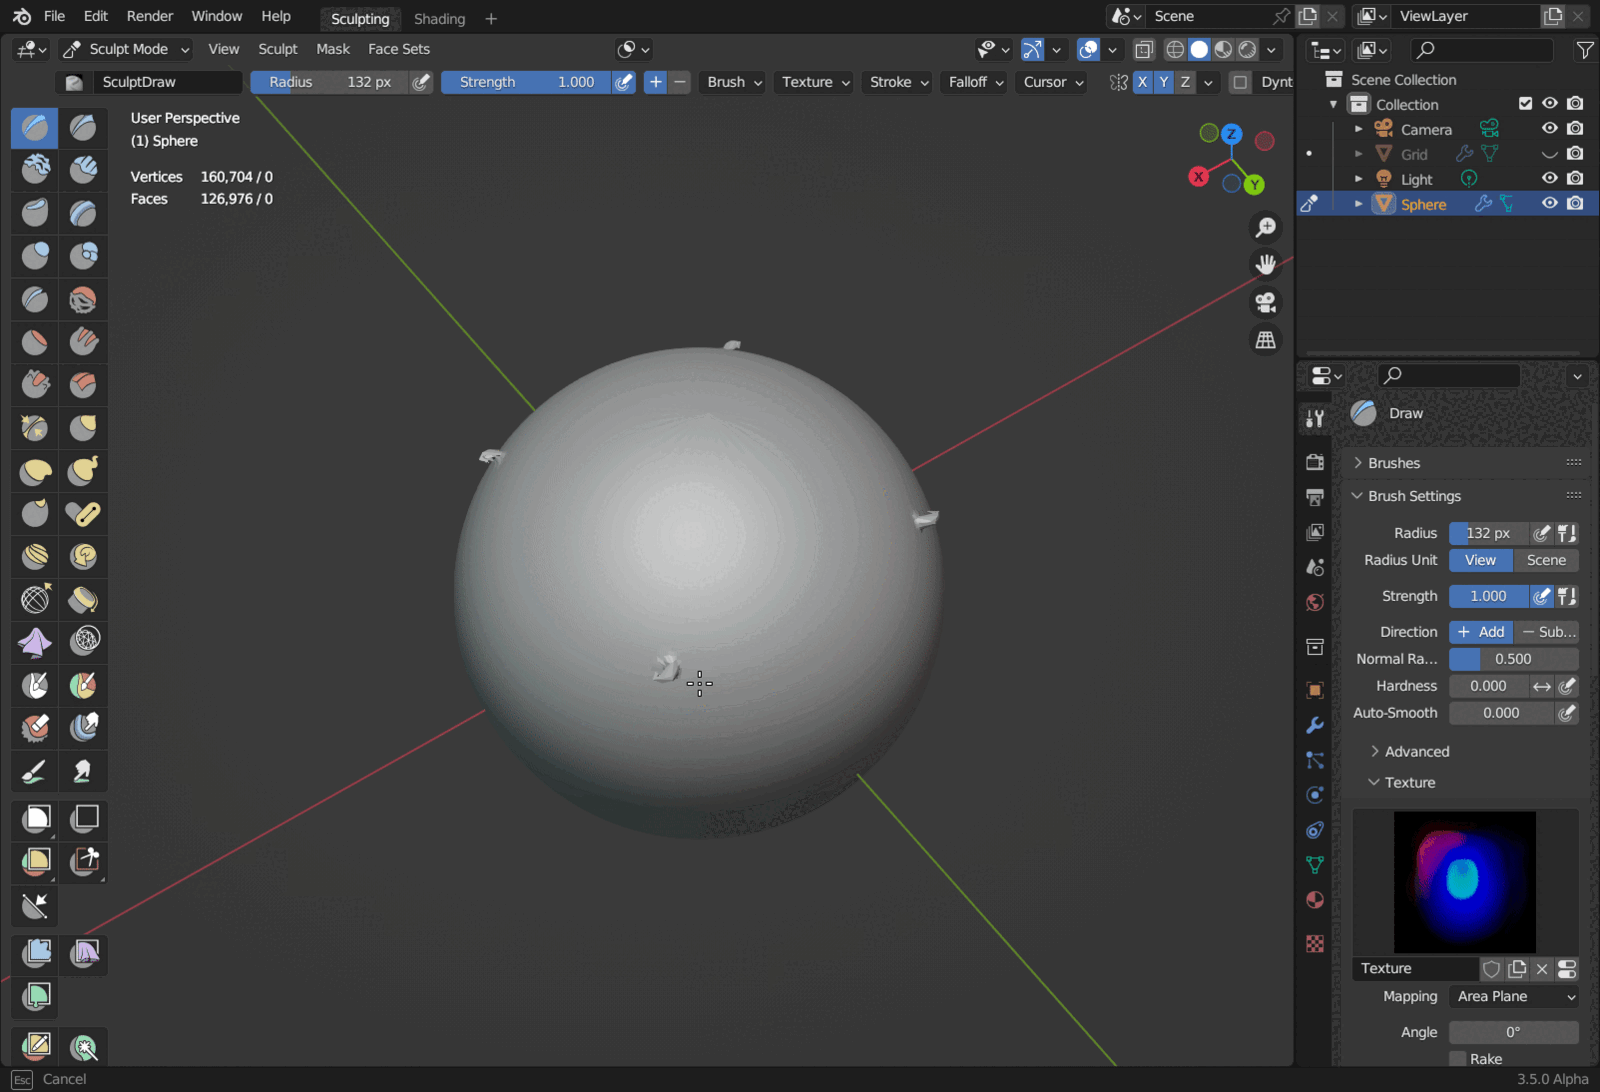 File Edit Render Window Help Sculpting Shading + Scene ViewLayer
Sculpt Mode View Sculpt Mask Face Sets
SculptDraw Radius 132 px Strength 1.000 Brush Texture Stroke Falloff Cursor X Y Z Dynt
User Perspective
(1) Sphere
Vertices 160,704 / 0
Faces 126,976 / 0
Z
X
Y
Scene Collection
Collection
Camera
Grid
Light
Sphere
Draw
Brushes
Brush Settings
Radius 132 px
Radius Unit View Scene
Strength 1.000
Direction + Add — Sub...
Normal Ra... 0.500
Hardness 0.000
Auto-Smooth 0.000
Advanced
Texture
Texture
Mapping Area Plane
Angle 0°
Rake
Esc Cancel 3.5.0 Alpha